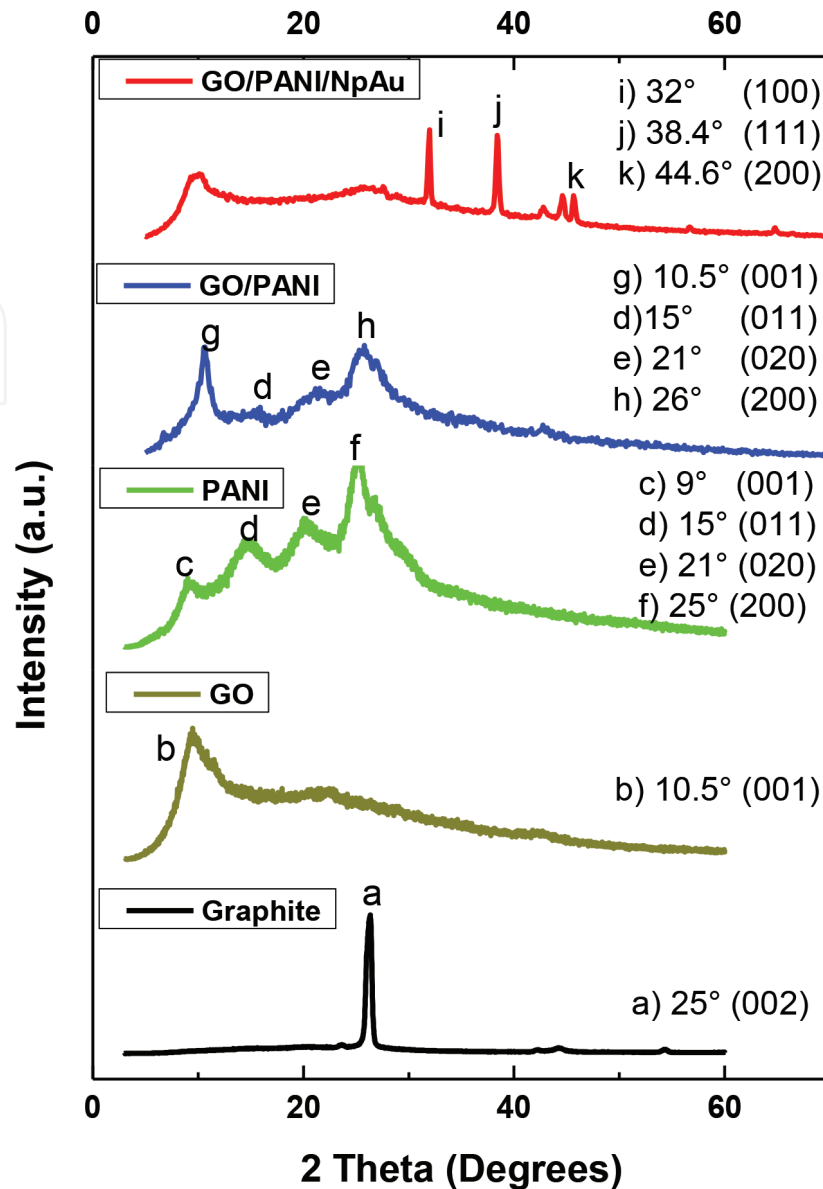 0 20 40 60
GO/PANI/NpAu
i) 32° (100)
j) 38.4° (111)
k) 44.6° (200)
i
j
k
GO/PANI
g) 10.5° (001)
d)15° (011)
e) 21° (020)
h) 26° (200)
g
d
e
h
PANI
c) 9° (001)
d) 15° (011)
e) 21° (020)
f) 25° (200)
c
d
e
f
GO
b
b) 10.5° (001)
Graphite
a
a) 25° (002)
Intensity (a.u.)
0 20 40 60
2 Theta (Degrees)